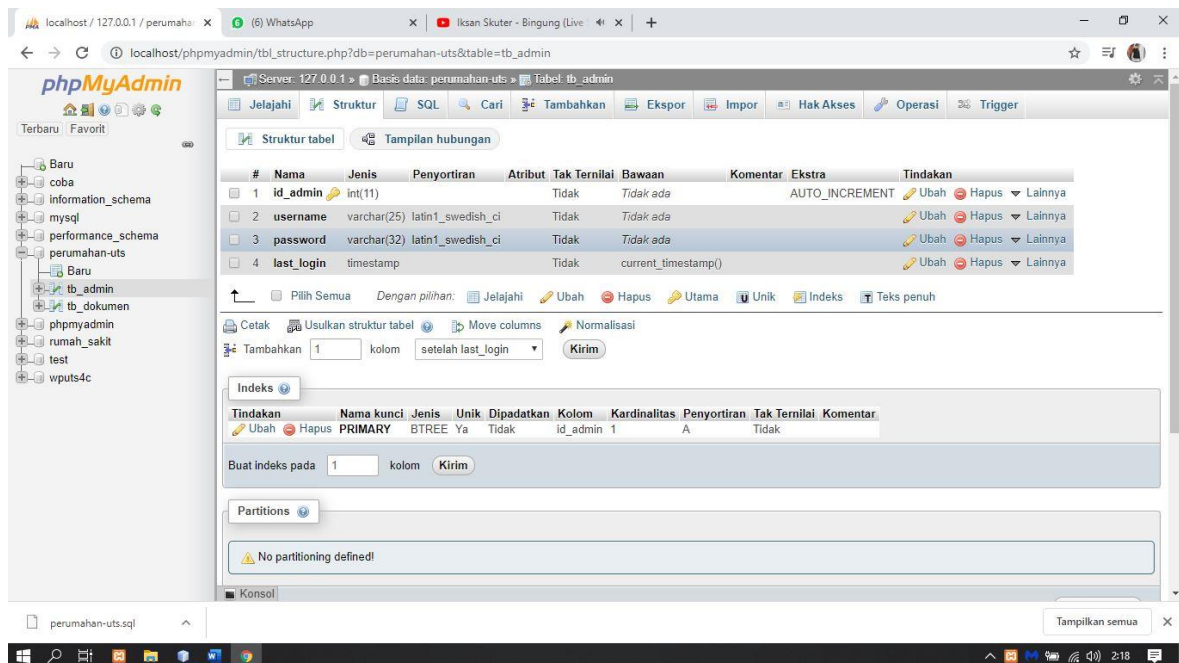 localhost / 127.0.0.1 / perumaha
(6) WhatsApp
Iksan Skuter - Bingung (Live
localhost/phpmyadmin/tbl_structure.php?db=perumahan-uts&table=tb_admin
phpMyAdmin
Terbaru Favorit
Baru
coba
information_schema
mysql
performance_schema
perumahan-uts
Baru
tb_admin
tb_dokumen
phpmyadmin
rumah_sakit
test
wputs4c
Server: 127.0.0.1 » Basis data: perumahan-uts » Tabel: tb_admin
Jelajahi Struktur SQL Cari Tambahkan Ekspor Impor Hak Akses Operasi Trigger
Struktur tabel Tampilan hubungan
# Nama Jenis Penyortiran Atribut Tak Ternilai Bawaan Komentar Ekstra Tindakan
1 id_admin int(11) Tidak Tidak ada AUTO_INCREMENT Ubah Hapus Lainnya
2 username varchar(25) latin1_swedish_ci Tidak Tidak ada Ubah Hapus Lainnya
3 password varchar(32) latin1_swedish_ci Tidak Tidak ada Ubah Hapus Lainnya
4 last_login timestamp Tidak current_timestamp() Ubah Hapus Lainnya
Pilih Semua Dengan pilihan: Jelajahi Ubah Hapus Utama Unik Indeks Teks penuh
Cetak Usulkan struktur tabel Move columns Normalisasi
Tambahkan 1 kolom setelah last_login Kirim
Indeks
Tindakan Nama kunci Jenis Unik Dipadatkan Kolom Kardinalitas Penyortiran Tak Ternilai Komentar
Ubah Hapus PRIMARY BTREE Ya Tidak id_admin 1 A Tidak
Buat indeks pada 1 kolom Kirim
Partitions
No partitioning defined!
Konsol
perumahan-uts.sql
Tampilkan semua
2:18